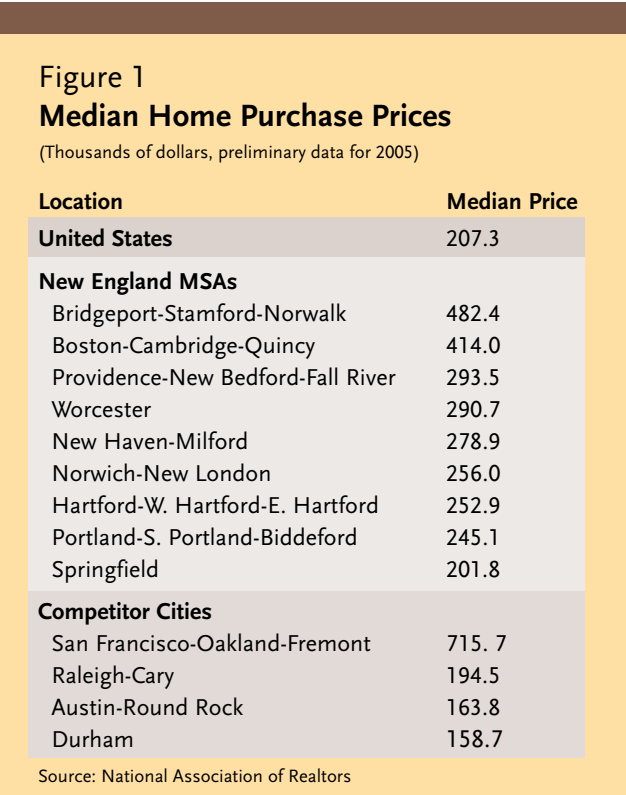 Figure 1
Median Home Purchase Prices
(Thousands of dollars, preliminary data for 2005)
Location Median Price
United States 207.3
New England MSAs
Bridgeport-Stamford-Norwalk 482.4
Boston-Cambridge-Quincy 414.0
Providence-New Bedford-Fall River 293.5
Worcester 290.7
New Haven-Milford 278.9
Norwich-New London 256.0
Hartford-W. Hartford-E. Hartford 252.9
Portland-S. Portland-Biddeford 245.1
Springfield 201.8
Competitor Cities
San Francisco-Oakland-Fremont 715. 7
Raleigh-Cary 194.5
Austin-Round Rock 163.8
Durham 158.7
Source: National Association of Realtors